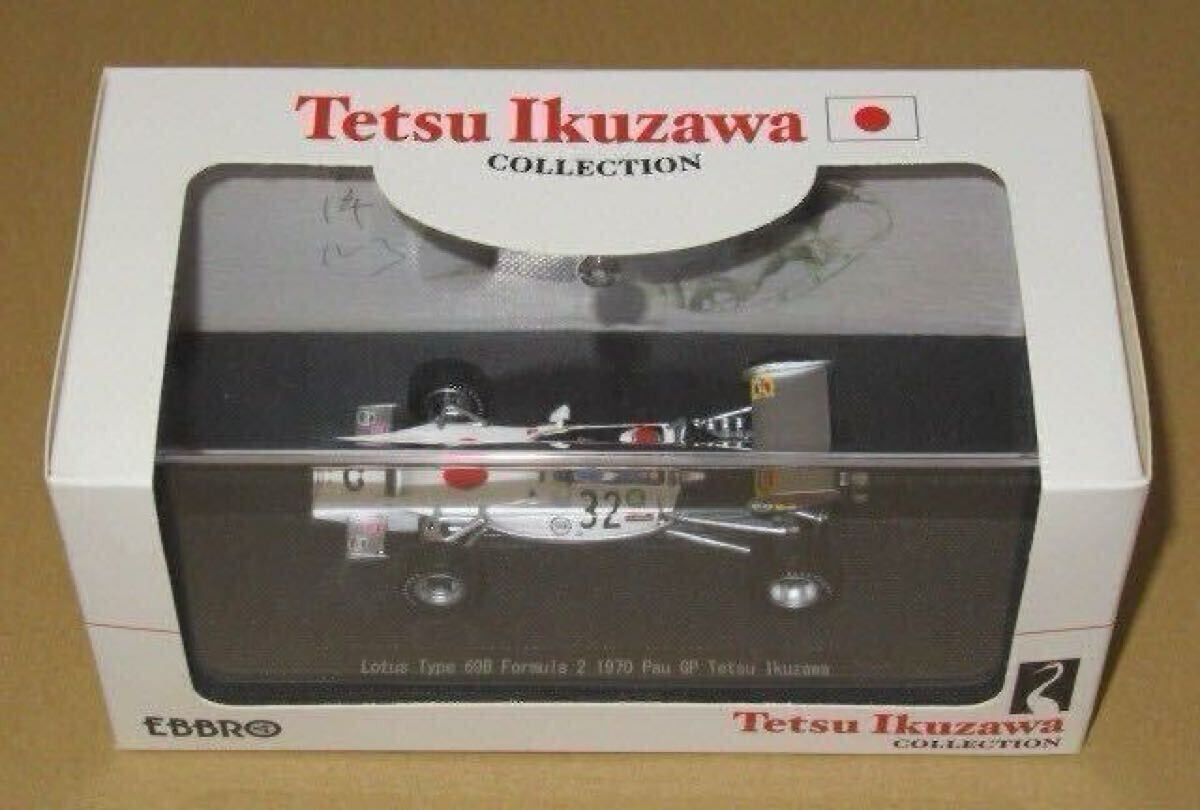 Tetsu Ikuzawa
COLLECTION
32
Lotus Type 69B Formula 2 1970 Pau GP Tetsu Ikuzawa
EBBRO
Tetsu Ikuzawa
COLLECTION